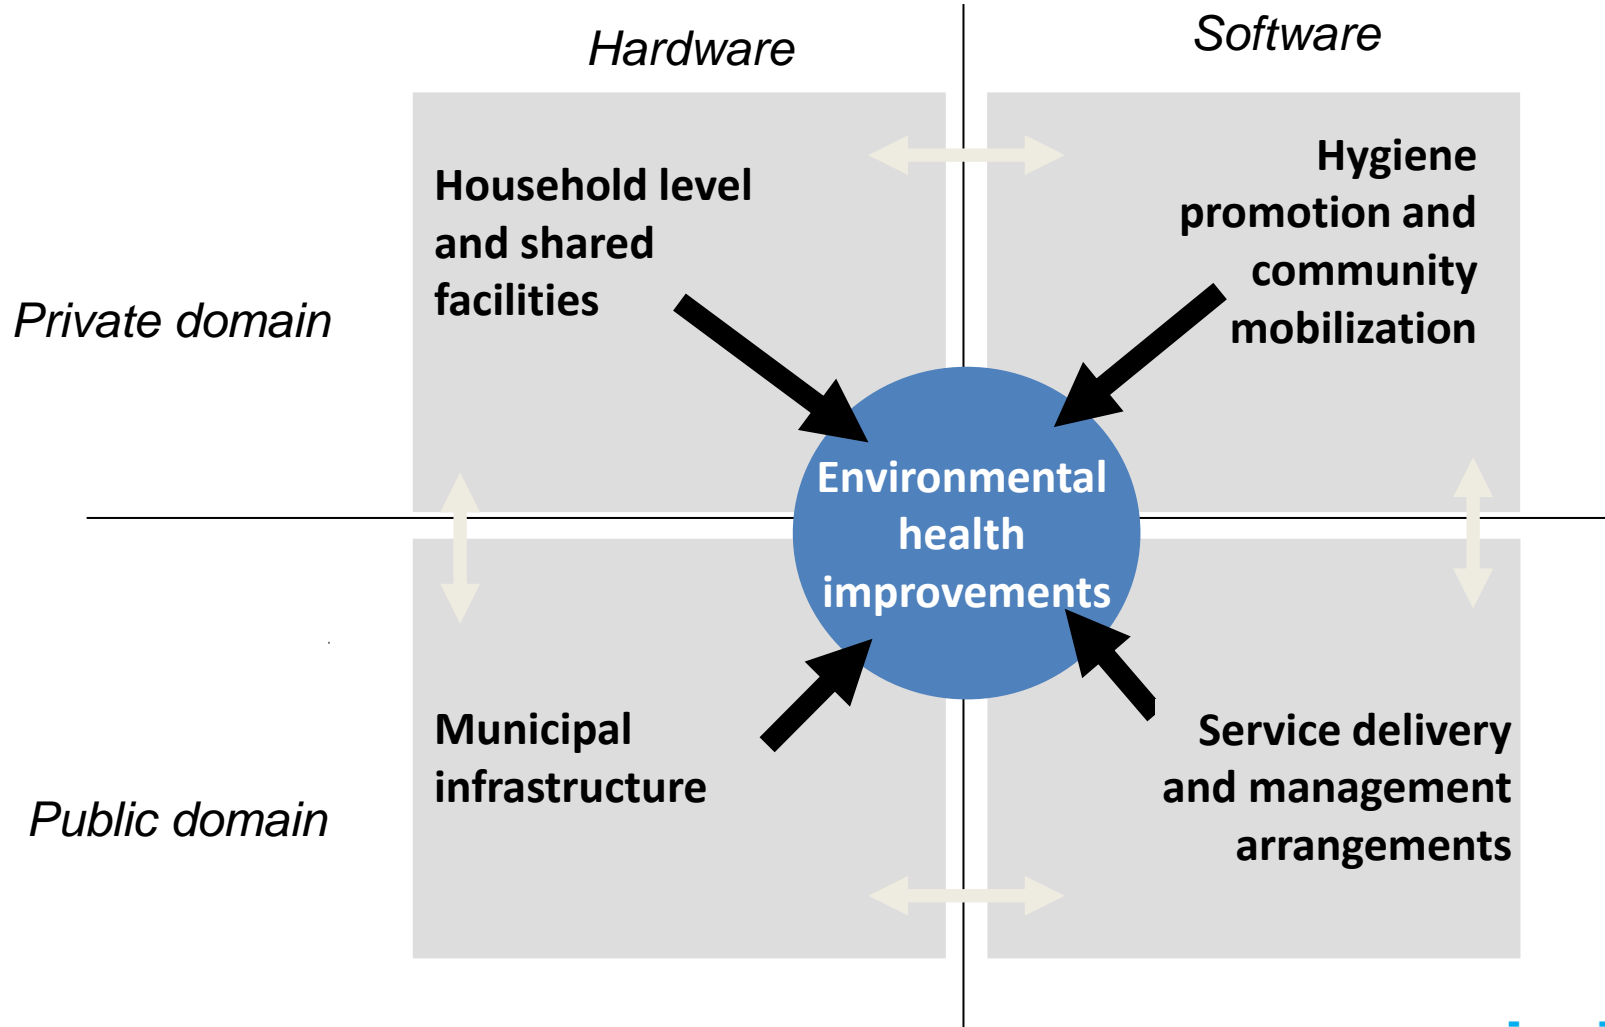 Hardware
Software
Household level
and shared
facilities
Hygiene
promotion and
community
mobilization
Private domain
Environmental
health
improvements
Municipal
infrastructure
Service delivery
and management
arrangements
Public domain